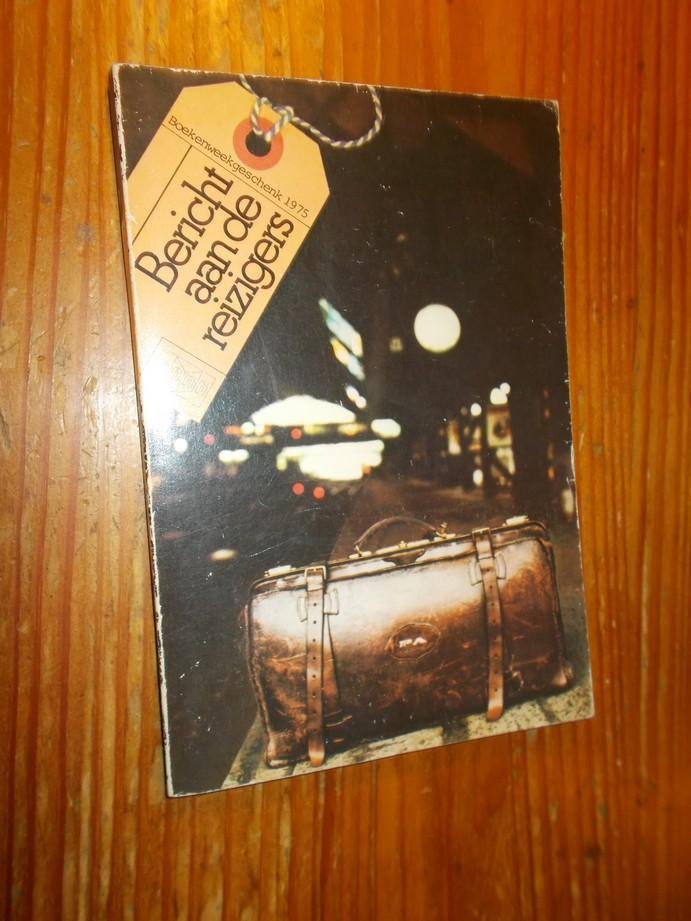 Boekenweekgeschenk 1975
Bericht
aan de
reizigers